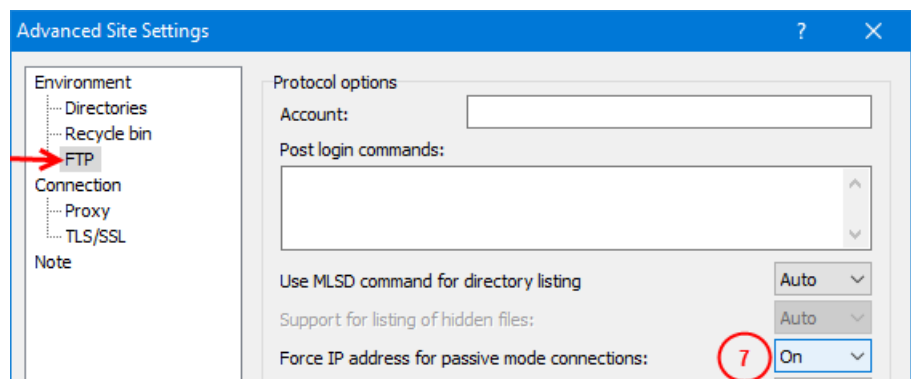 Advanced Site Settings ? ×
Environment
Directories
Recycle bin
FTP
Connection
Proxy
TLS/SSL
Note
Protocol options
Account:
Post login commands:
Use MLSD command for directory listing Auto
Support for listing of hidden files: Auto
Force IP address for passive mode connections: 7 On